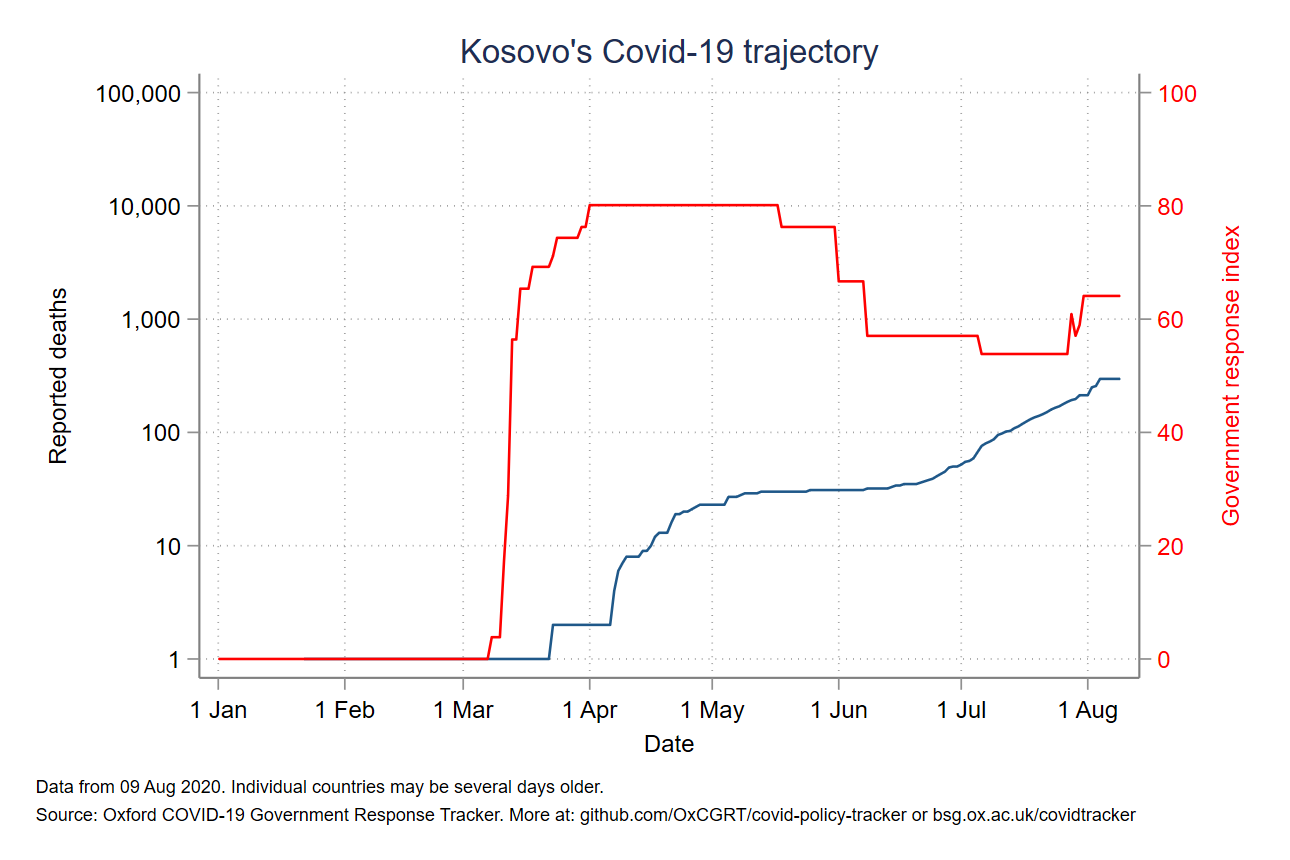 Kosovo's Covid-19 trajectory
100,000
10,000
1,000
100
10
1
Reported deaths
100
80
60
40
20
0
Government response index
1 Jan 1 Feb 1 Mar 1 Apr 1 May 1 Jun 1 Jul 1 Aug
Date
Data from 09 Aug 2020. Individual countries may be several days older.
Source: Oxford COVID-19 Government Response Tracker. More at: github.com/OxCGRT/covid-policy-tracker or bsg.ox.ac.uk/covidtracker